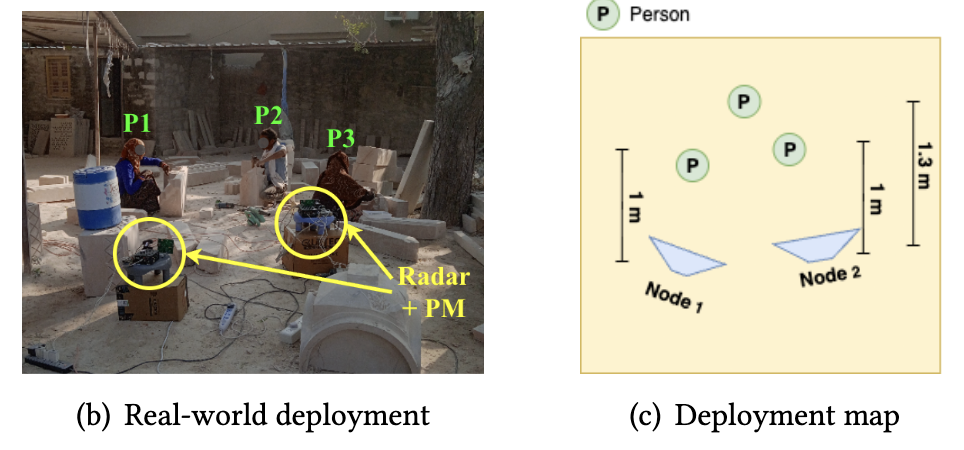 P Person
P1
P2
P3
Radar
+ PM
P
P
P
1 m
1 m
1.3 m
Node 1
Node 2
(b) Real-world deployment
(c) Deployment map